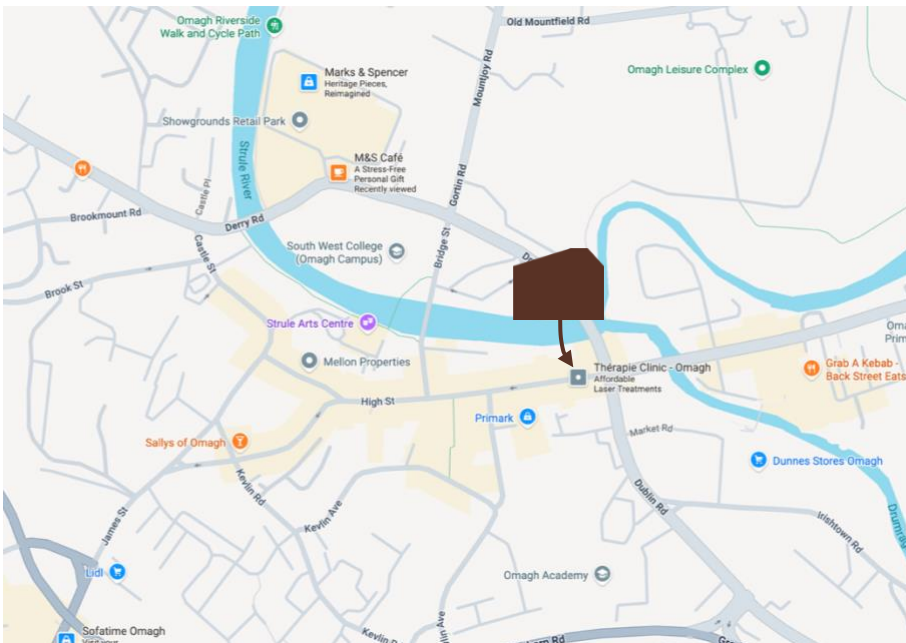 Old Mountfield Rd
Omagh Riverside
Walk and Cycle Path
Mountjoy Rd
Omagh Leisure Complex
Marks & Spencer
Heritage Pieces,
Reimagined
Showgrounds Retail Park
Strule River
M&S Café
A Stress-Free
Personal Gift
Recently viewed
Gortin Rd
Castle Pl
Brookmount Rd
Derry Rd
Castle St
South West College
(Omagh Campus)
Bridge St
Brook St
Strule Arts Centre
Mellon Properties
Thérapie Clinic - Omagh
Affordable
Laser Treatments
Grab A Kebab -
Back Street Eats
High St
Primark
Sallys of Omagh
Market Rd
Dunnes Stores Omagh
Kevlin Rd
Dublin Rd
Kevlin Ave
James St
Irishtown Rd
Lidl
Omagh Academy
Sofatime Omagh